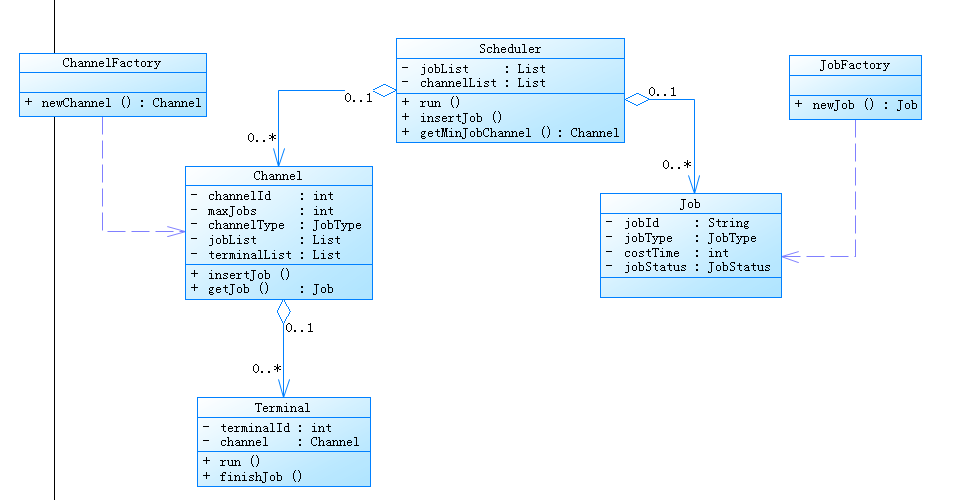 ChannelFactory
+ newChannel () : Channel
Scheduler
- jobList : List
- channelList : List
+ run ()
+ insertJob ()
+ getMinJobChannel () : Channel
JobFactory
+ newJob () : Job
0..1
0..*
0..1
0..*
Channel
- channelId : int
- maxJobs : int
- channelType : JobType
- jobList : List
- terminalList : List
+ insertJob ()
+ getJob () : Job
Job
- jobId : String
- jobType : JobType
- costTime : int
- jobStatus : JobStatus
0..1
0..*
Terminal
- terminalId : int
- channel : Channel
+ run ()
+ finishJob ()